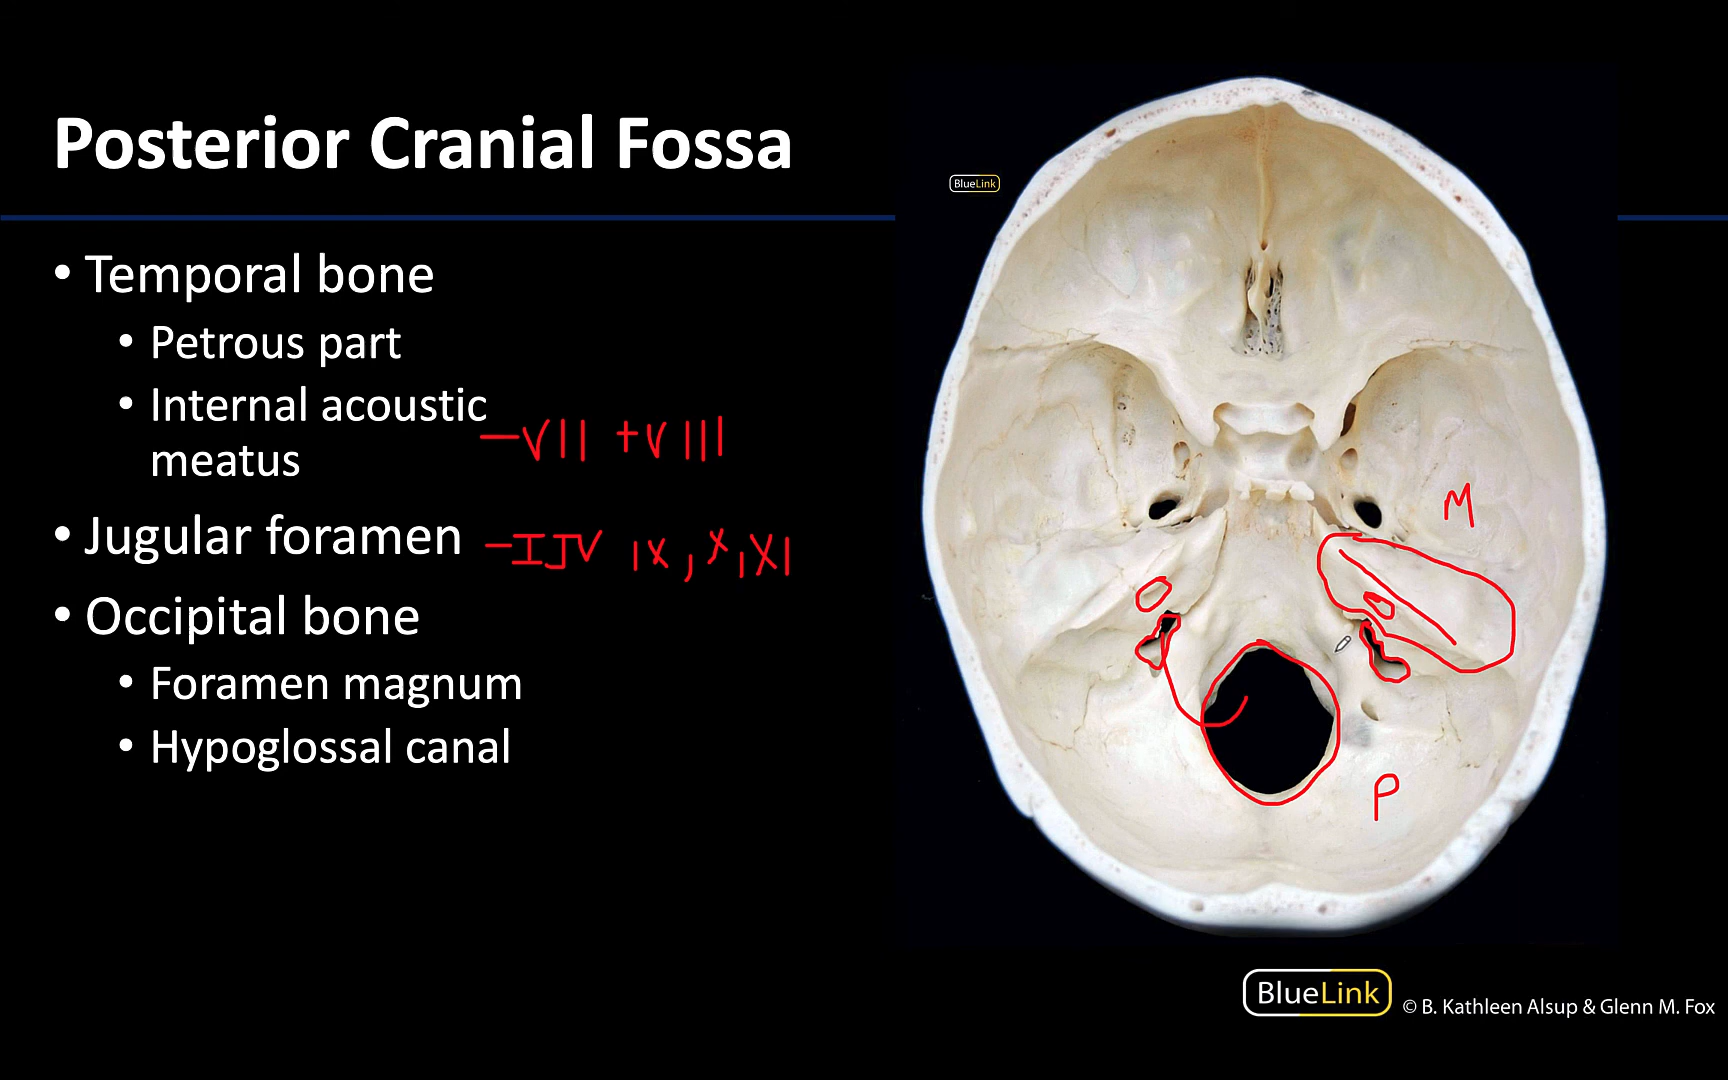 Posterior Cranial Fossa
BlueLink
• Temporal bone
• Petrous part
• Internal acoustic
meatus
–VII + VIII
• Jugular foramen
–IJV IX, X, XI
• Occipital bone
• Foramen magnum
• Hypoglossal canal
M
P
BlueLink
© B. Kathleen Alsup & Glenn M. Fox